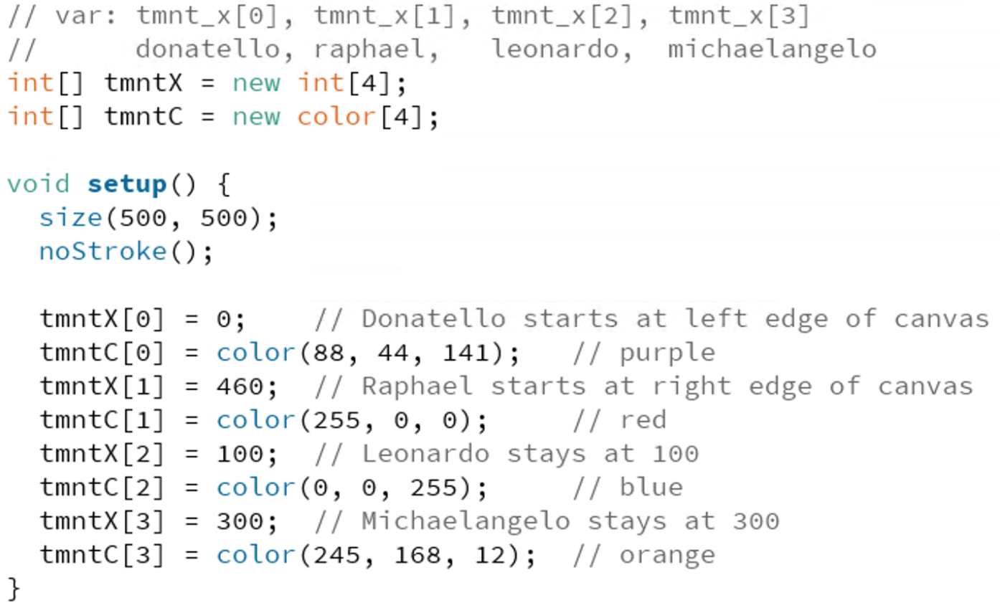 // var: tmnt_x[0], tmnt_x[1], tmnt_x[2], tmnt_x[3]
//      donatello, raphael,   leonardo,  michaelangelo
int[] tmntX = new int[4];
int[] tmntC = new color[4];

void setup() {
  size(500, 500);
  noStroke();

  tmntX[0] = 0;    // Donatello starts at left edge of canvas
  tmntC[0] = color(88, 44, 141);   // purple
  tmntX[1] = 460;  // Raphael starts at right edge of canvas
  tmntC[1] = color(255, 0, 0);     // red
  tmntX[2] = 100;  // Leonardo stays at 100
  tmntC[2] = color(0, 0, 255);     // blue
  tmntX[3] = 300;  // Michaelangelo stays at 300
  tmntC[3] = color(245, 168, 12);  // orange
}